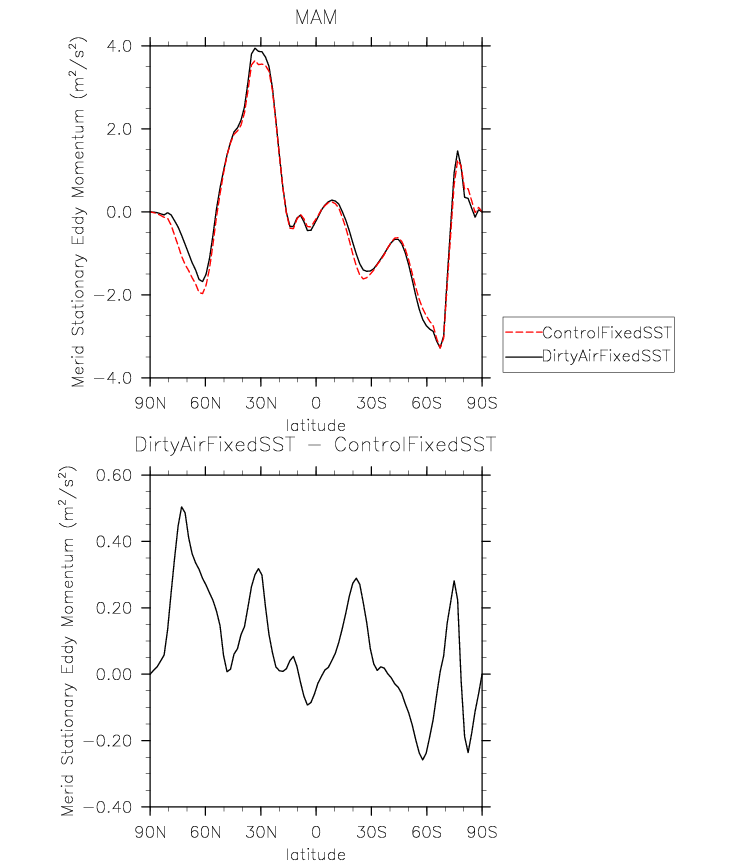 MAM
Merid Stationary Eddy Momentum (m²/s²)
4.0
2.0
0.0
−2.0
−4.0
90N 60N 30N 0 30S 60S 90S
latitude
ControlFixedSST
DirtyAirFixedSST
DirtyAirFixedSST − ControlFixedSST
Merid Stationary Eddy Momentum (m²/s²)
0.60
0.40
0.20
0.00
−0.20
−0.40
90N 60N 30N 0 30S 60S 90S
latitude